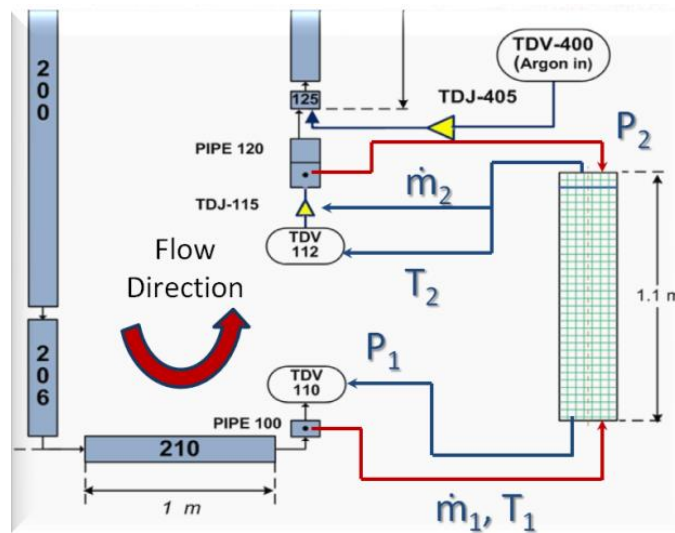 200
TDV-400
(Argon in)
TDJ-405
125
PIPE 120
P2
ṁ2
TDJ-115
TDV
112
Flow
Direction
T2
1.1 m
206
P1
TDV
110
PIPE 100
210
1 m
ṁ1, T1